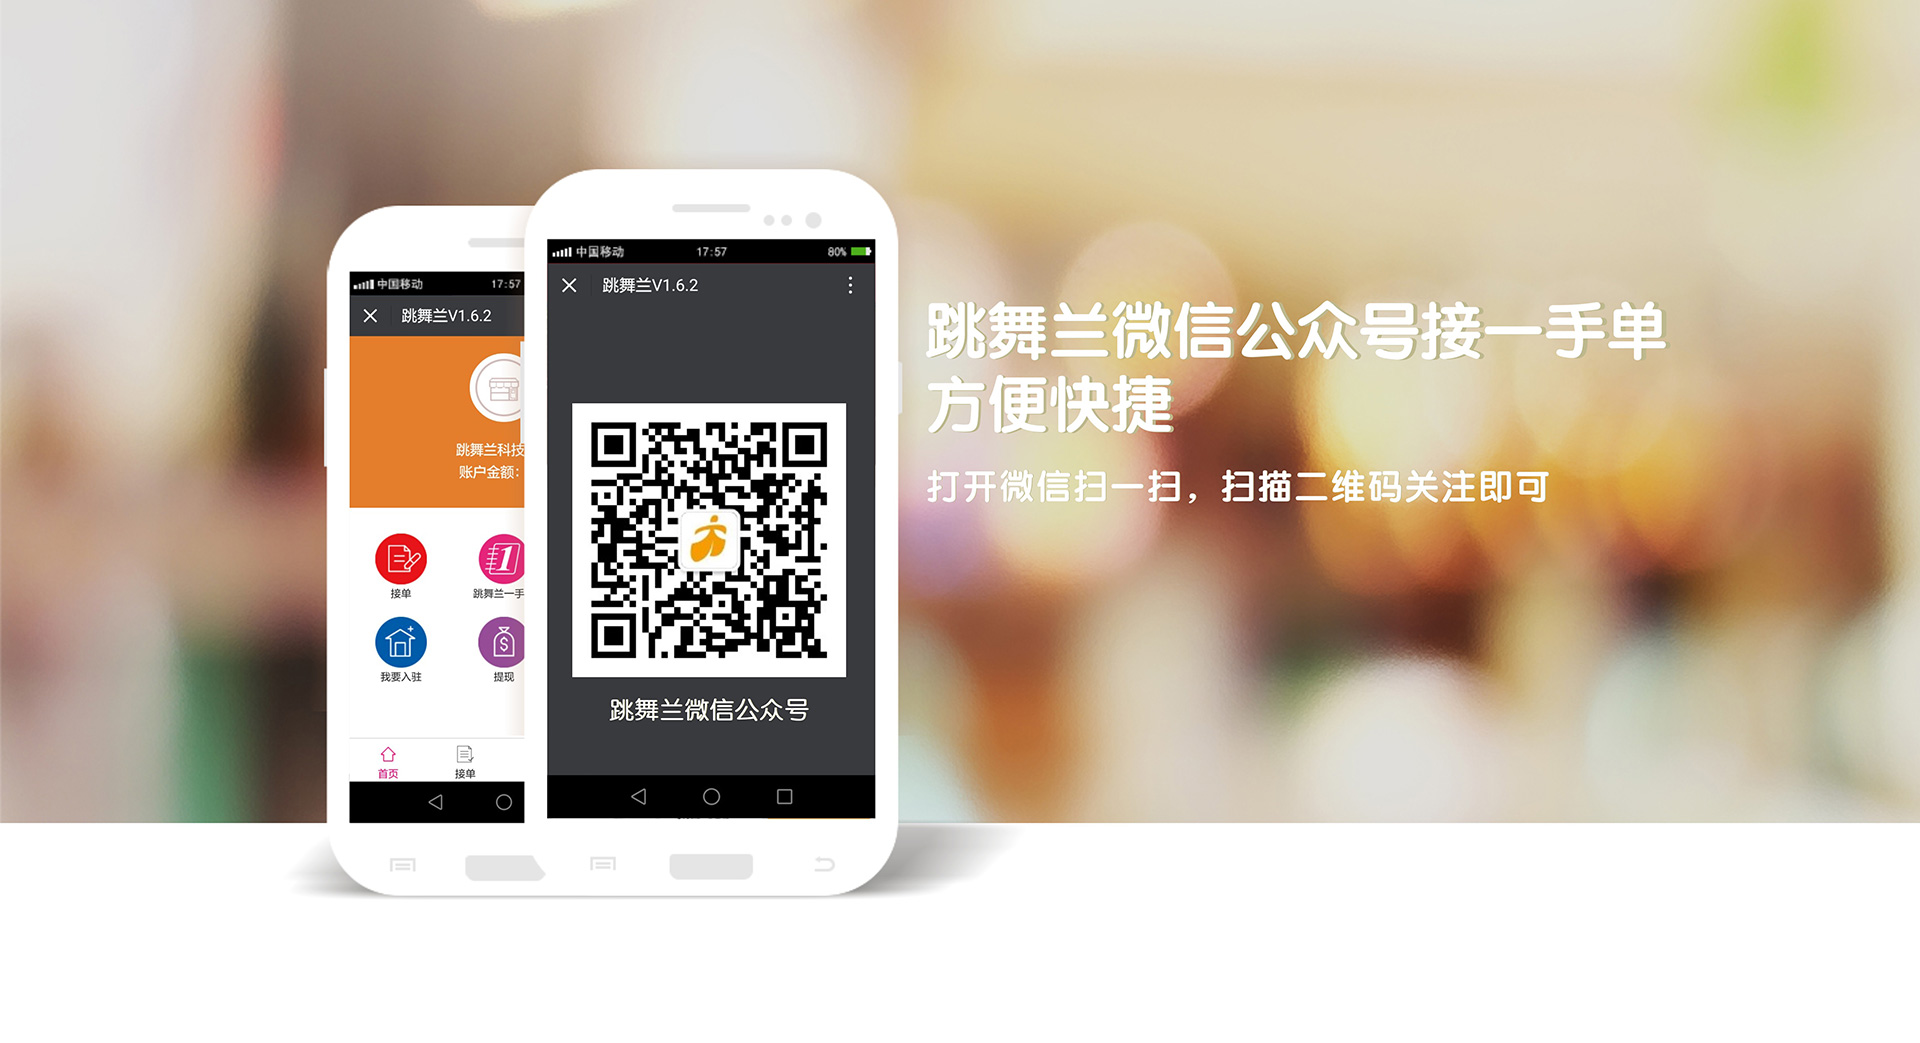 中国移动 17:57
跳舞兰V1.6.2
跳舞兰科技
账户金额:
接单
跳舞兰一手
我要入驻
提现
首页
接单
中国移动 17:57 80%
跳舞兰V1.6.2
跳舞兰微信公众号
跳舞兰微信公众号接一手单
方便快捷
打开微信扫一扫，扫描二维码关注即可